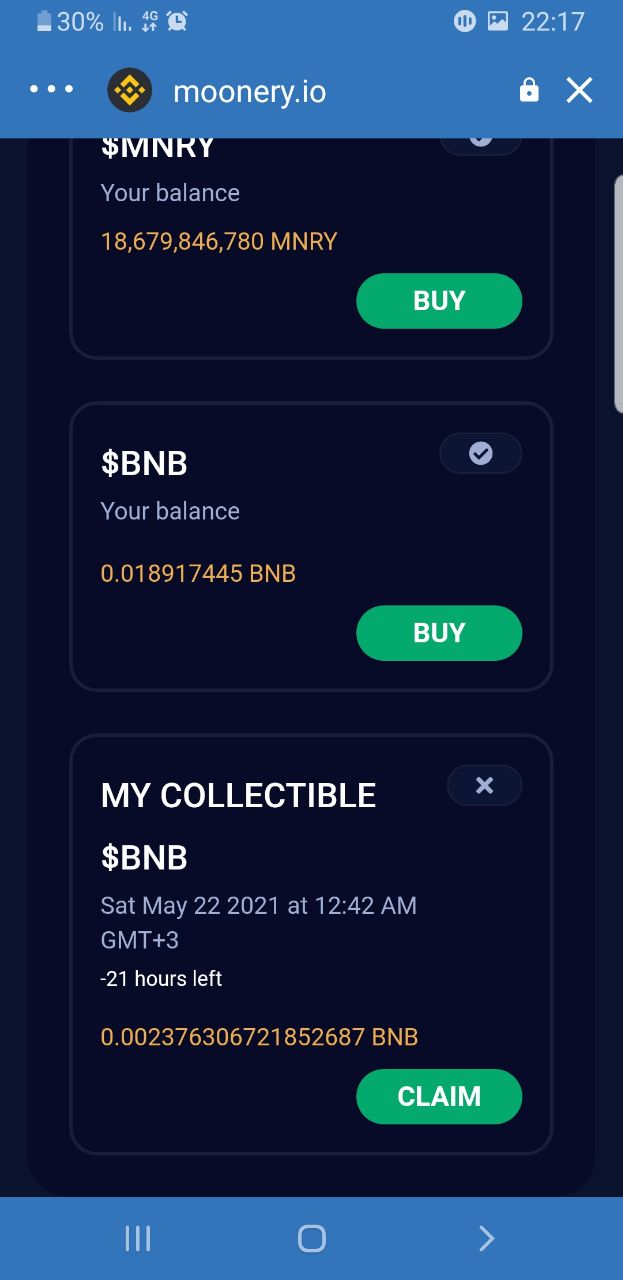 30% 4G 22:17
moonery.io
$MNRY
Your balance
18,679,846,780 MNRY
BUY
$BNB
Your balance
0.018917445 BNB
BUY
MY COLLECTIBLE
$BNB
Sat May 22 2021 at 12:42 AM
GMT+3
-21 hours left
0.002376306721852687 BNB
CLAIM